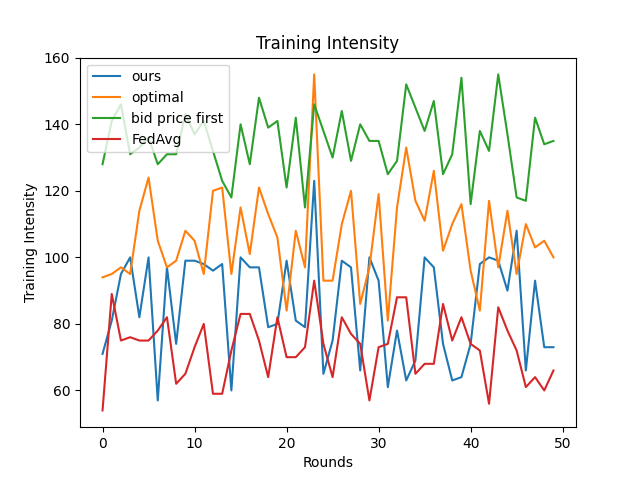 Training Intensity
160
140
120
100
80
60
Training Intensity
ours
optimal
bid price first
FedAvg
0
10
20
30
40
50
Rounds